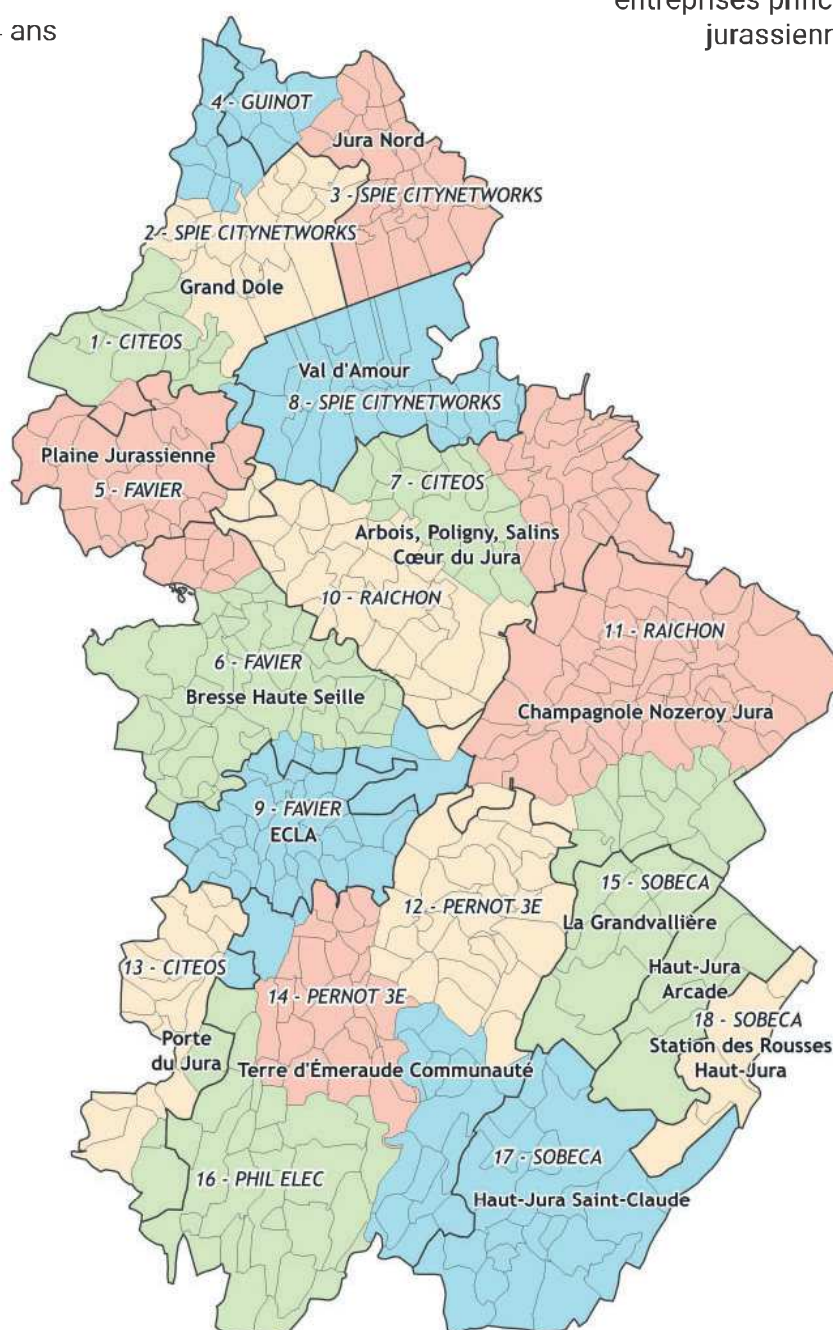 entreprises princ
jurassienr
ans
4 - GUINOT
Jura Nord
3 - SPIE CITYNETWORKS
2 - SPIE CITYNETWORKS
Grand Dole
1 - CITEOS
Val d'Amour
8 - SPIE CITYNETWORKS
Plaine Jurassienne
5 - FAVIER
7 - CITEOS
Arbois, Poligny, Salins
Cœur du Jura
10 - RAICHON
11 - RAICHON
6 - FAVIER
Bresse Haute Seille
Champagnole Nozeroy Jura
9 - FAVIER
ECLA
15 - SOBECA
12 - PERNOT 3E
La Grandvallière
13 - CITEOS
Haut-Jura
Arcade
14 - PERNOT 3E
18 - SOBECA
Porte
du Jura
Station des Rousses
Haut-Jura
Terre d'Émeraude Communauté
17 - SOBECA
16 - PHIL ELEC
Haut-Jura Saint-Claude